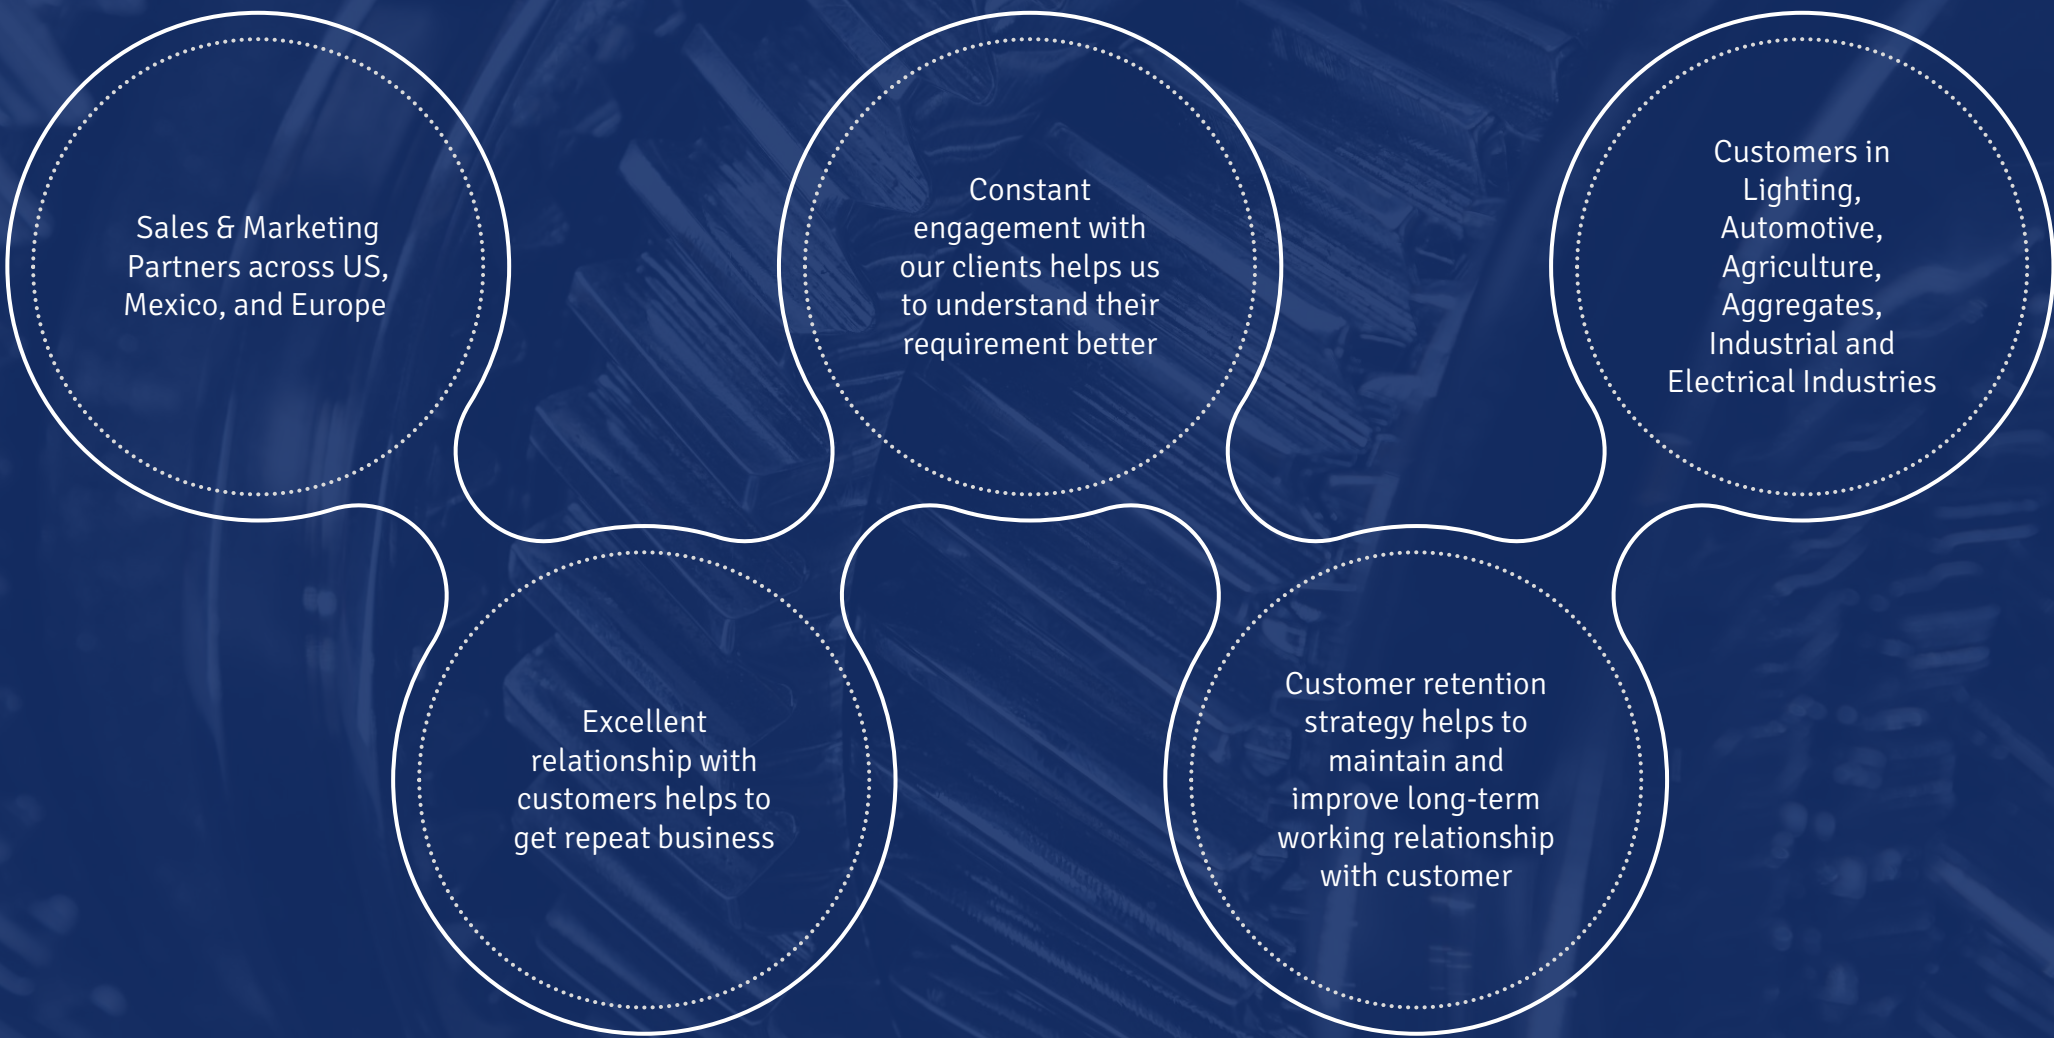 Sales & Marketing
Partners across US,
Mexico, and Europe
Excellent
relationship with
customers helps to
get repeat business
Constant
engagement with
our clients helps us
to understand their
requirement better
Customer retention
strategy helps to
maintain and
improve long-term
working relationship
with customer
Customers in
Lighting,
Automotive,
Agriculture,
Aggregates,
Industrial and
Electrical Industries